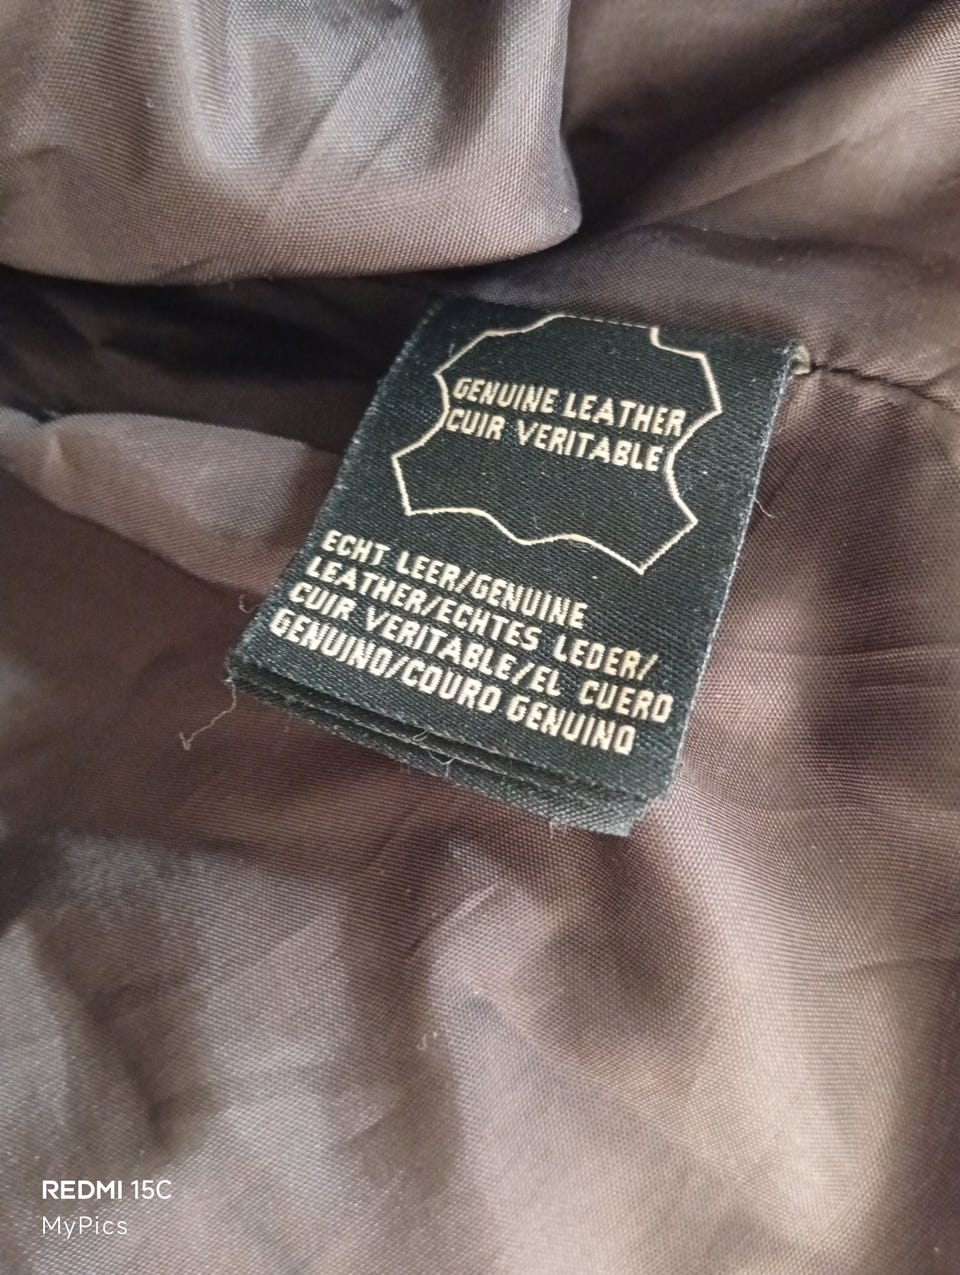 GENUINE LEATHER
CUIR VERITABLE
ECHT LEER/GENUINE
LEATHER/ECHTES LEDER/
CUIR VERITABLE/EL CUERO
GENUINO/COURO GENUINO
REDMI 15C
MyPics